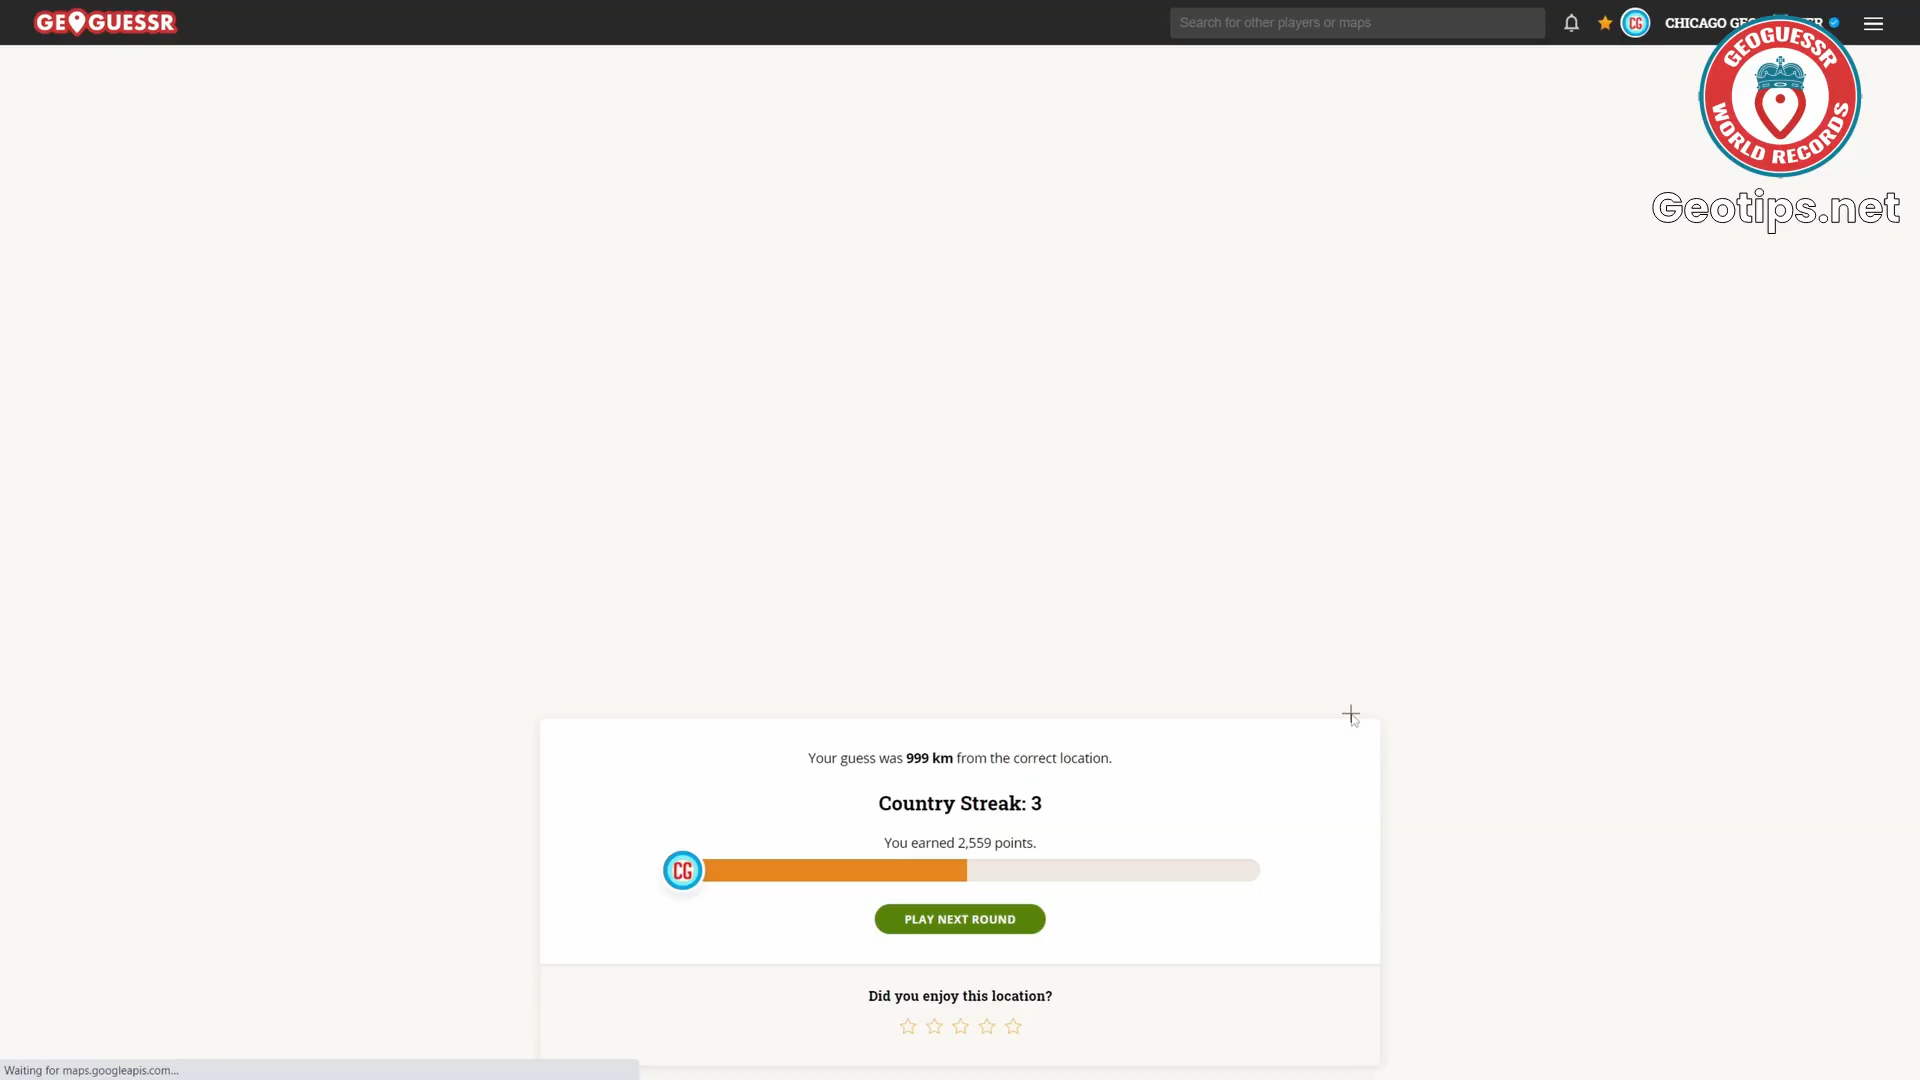 GEOGUESSR
Search for other players or maps
CG
CHICAGO
GEOGUESSR
WORLD RECORDS
Geotips.net
Your guess was 999 km from the correct location.
Country Streak: 3
You earned 2,559 points.
CG
PLAY NEXT ROUND
Did you enjoy this location?
Waiting for maps.googleapis.com...